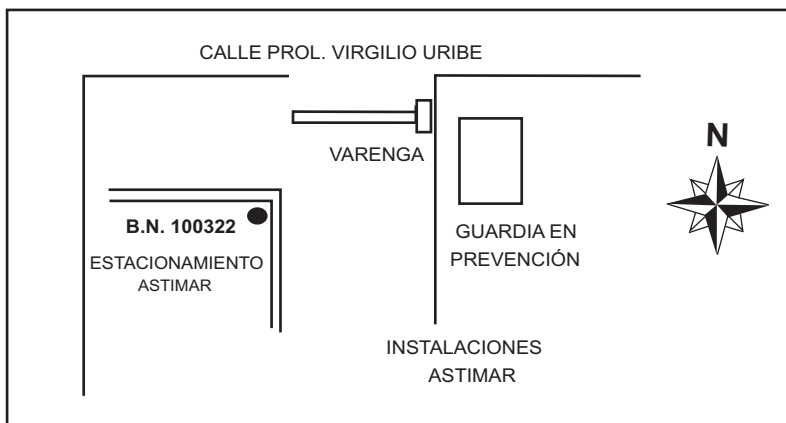 CALLE PROL. VIRGILIO URIBE
N
VARENGA
B.N. 100322
GUARDIA EN
PREVENCIÓN
ESTACIONAMIENTO
ASTIMAR
INSTALACIONES
ASTIMAR